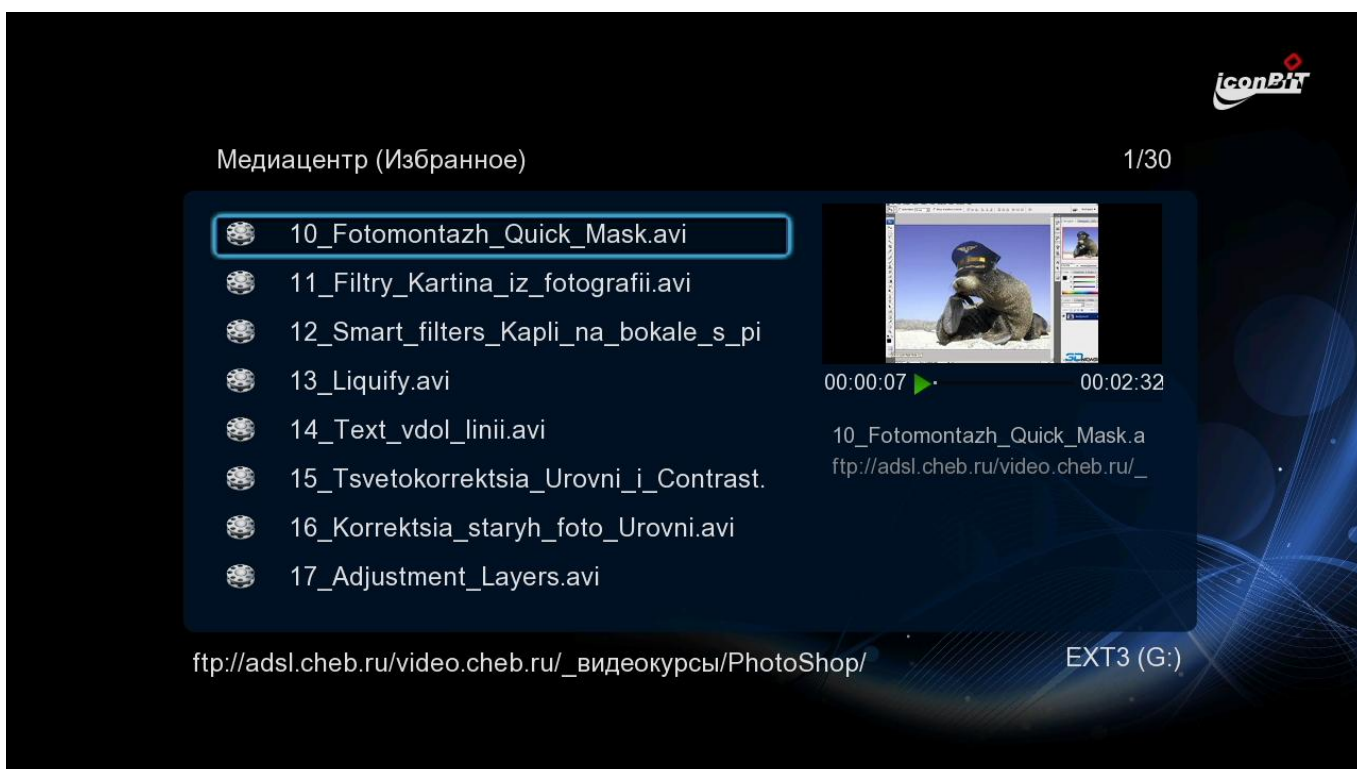 iconBIT
Медиацентр (Избранное)
1/30
10_Fotomontazh_Quick_Mask.avi
11_Filtry_Kartina_iz_fotografii.avi
12_Smart_filters_Kapli_na_bokale_s_pi
13_Liquify.avi
14_Text_vdol_linii.avi
15_Tsvetokorrektsia_Urovni_i_Contrast.
16_Korrektsia_staryh_foto_Urovni.avi
17_Adjustment_Layers.avi
00:00:07
00:02:32
10_Fotomontazh_Quick_Mask.a
ftp://adsl.cheb.ru/video.cheb.ru/_
ftp://adsl.cheb.ru/video.cheb.ru/_видеокурсы/PhotoShop/
EXT3 (G:)